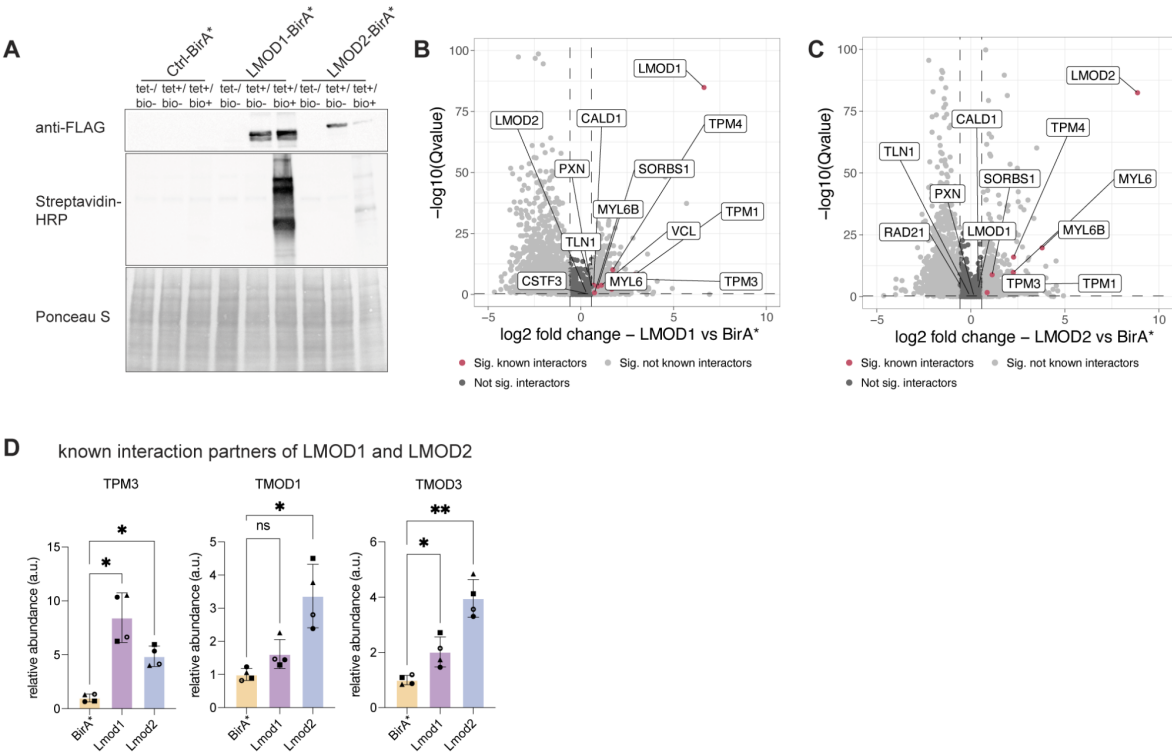 A
Ctrl-BirA*
LMOD1-BirA*
LMOD2-BirA*
tet-/ tet+/ tet+/ tet-/ tet+/ tet+/ tet-/ tet+/ tet+/
bio- bio- bio+ bio- bio- bio+ bio- bio- bio+
anti-FLAG
Streptavidin-
HRP
Ponceau S
B
100
75
50
25
0
−log10(Qvalue)
LMOD1
LMOD2
CALD1
TPM4
PXN
SORBS1
MYL6B
TPM1
VCL
TLN1
CSTF3
MYL6
TPM3
−5 0 5 10
log2 fold change − LMOD1 vs BirA*
Sig. known interactors
Sig. not known interactors
Not sig. interactors
C
100
75
50
25
0
−log10(Qvalue)
LMOD2
CALD1
TPM4
TLN1
SORBS1
MYL6
PXN
RAD21
LMOD1
MYL6B
TPM3
TPM1
−5 0 5 10
log2 fold change − LMOD2 vs BirA*
Sig. known interactors
Sig. not known interactors
Not sig. interactors
D
known interaction partners of LMOD1 and LMOD2
TPM3
relative abundance (a.u.)
15
10
5
0
*
*
BirA* Lmod1 Lmod2
TMOD1
relative abundance (a.u.)
5
4
3
2
1
0
*
ns
BirA* Lmod1 Lmod2
TMOD3
relative abundance (a.u.)
6
4
2
0
**
*
BirA* Lmod1 Lmod2